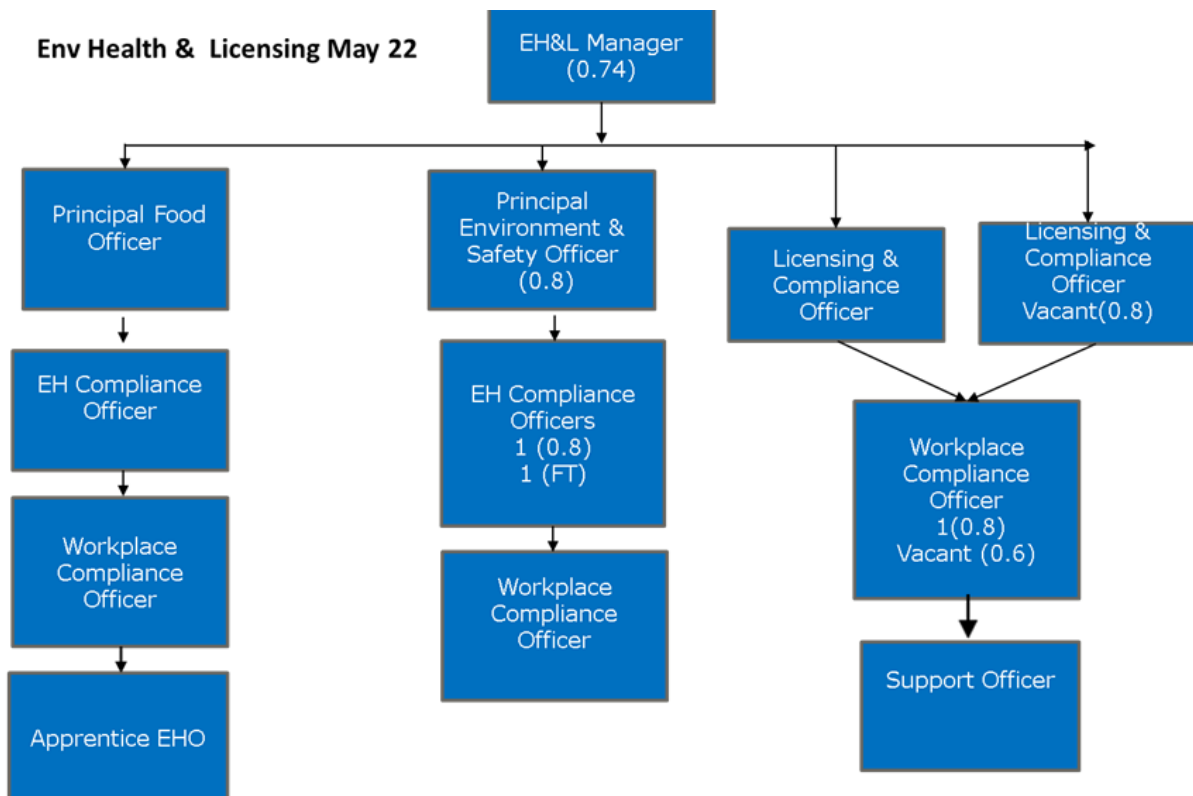 Env Health & Licensing May 22
EH&L Manager
(0.74)
Principal Food
Officer
Principal
Environment &
Safety Officer
(0.8)
Licensing &
Compliance
Officer
Licensing &
Compliance
Officer
Vacant(0.8)
EH Compliance
Officer
EH Compliance
Officers
1 (0.8)
1 (FT)
Workplace
Compliance
Officer
1(0.8)
Vacant (0.6)
Workplace
Compliance
Officer
Workplace
Compliance
Officer
Support Officer
Apprentice EHO